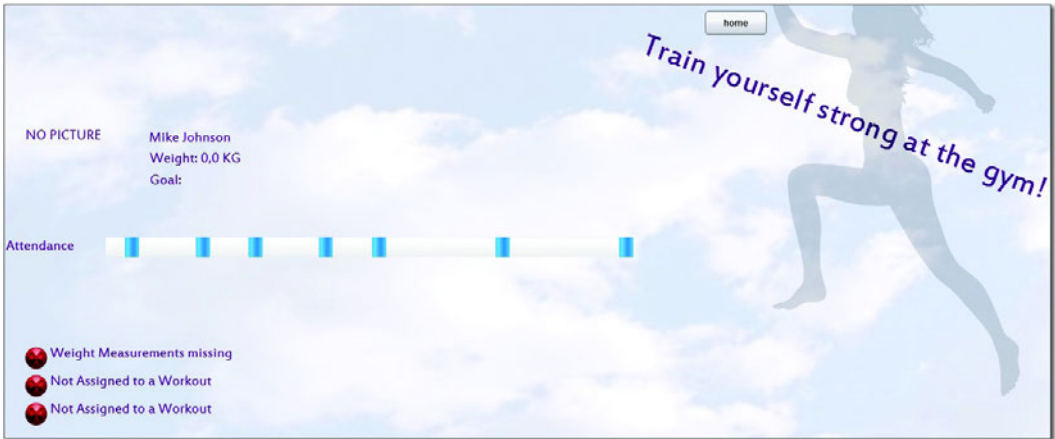 home
Train yourself strong at the gym!
NO PICTURE
Mike Johnson
Weight: 0,0 KG
Goal:
Attendance
Weight Measurements missing
Not Assigned to a Workout
Not Assigned to a Workout